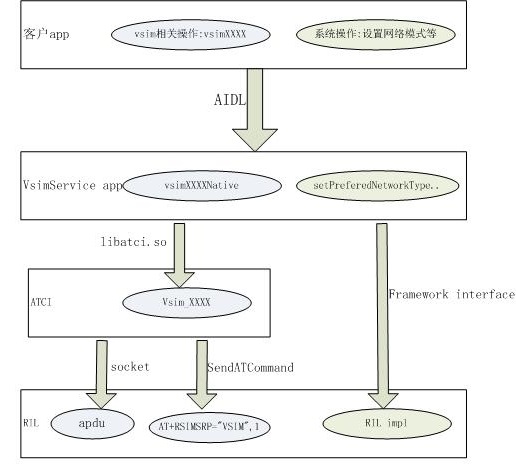 客户app
vsim相关操作:vsimXXXX
系统操作:设置网络模式等
AIDL
VsimService app
vsimXXXXNative
setPreferedNetworkType..
libatci.so
ATCI
Vsim_XXXX
Framework interface
socket
SendATCommand
RIL
apdu
AT+RSIMSRP="VSIM",1
RIL impl